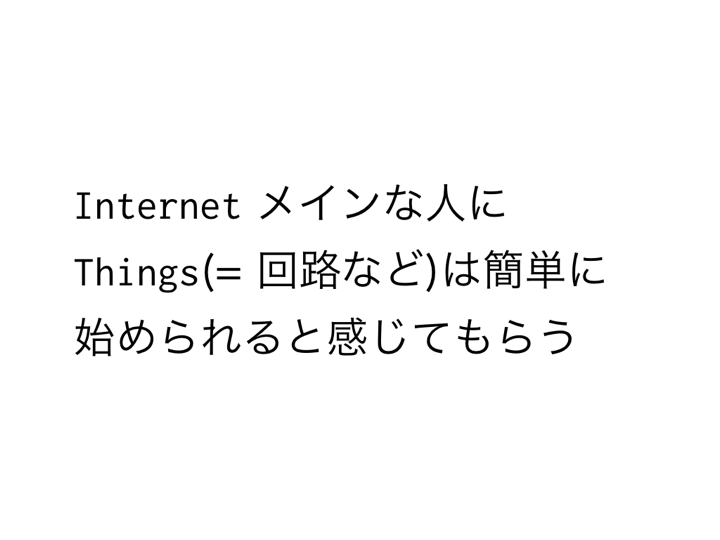 Internet メインな人に
Things(= 回路など)は簡単に
始められると感じてもらう